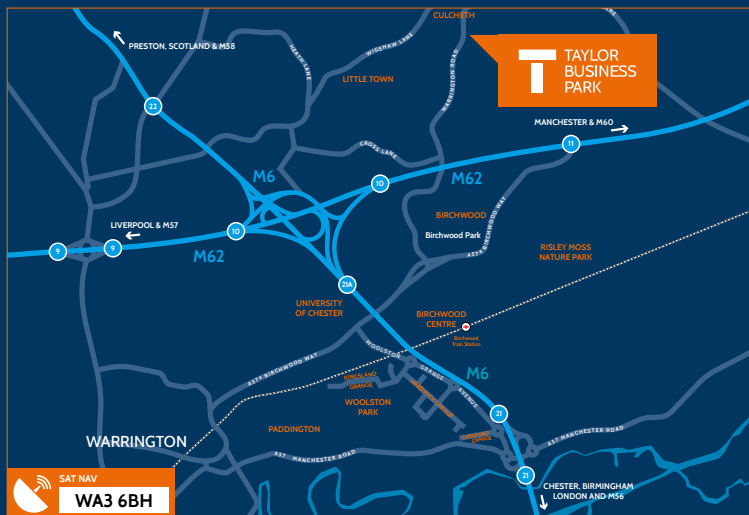 CULCHETH
PRESTON, SCOTLAND & M58
HEATH LANE
WIGSHAW LANE
LITTLE TOWN
WARRINGTON ROAD
TAYLOR
BUSINESS
PARK
T
22
MANCHESTER & M60
11
CROSS LANE
M6
10
M62
LIVERPOOL & M57
9
9
10
M62
BIRCHWOOD
Birchwood Park
A574 BIRCHWOOD WAY
RISLEY MOSS
NATURE PARK
21A
UNIVERSITY
OF CHESTER
BIRCHWOOD
CENTRE
Birchwood
Train Station
A574 BIRCHWOOD WAY
WOOLSTON GRANGE AVENUE
M6
KINGSLAND
GRANGE
WOOLSTON
PARK
PADDINGTON
21
GRANGE
WARRINGTON
A57 MANCHESTER ROAD
A57 MANCHESTER ROAD
21
CHESTER, BIRMINGHAM
LONDON AND M56
SAT NAV
WA3 6BH